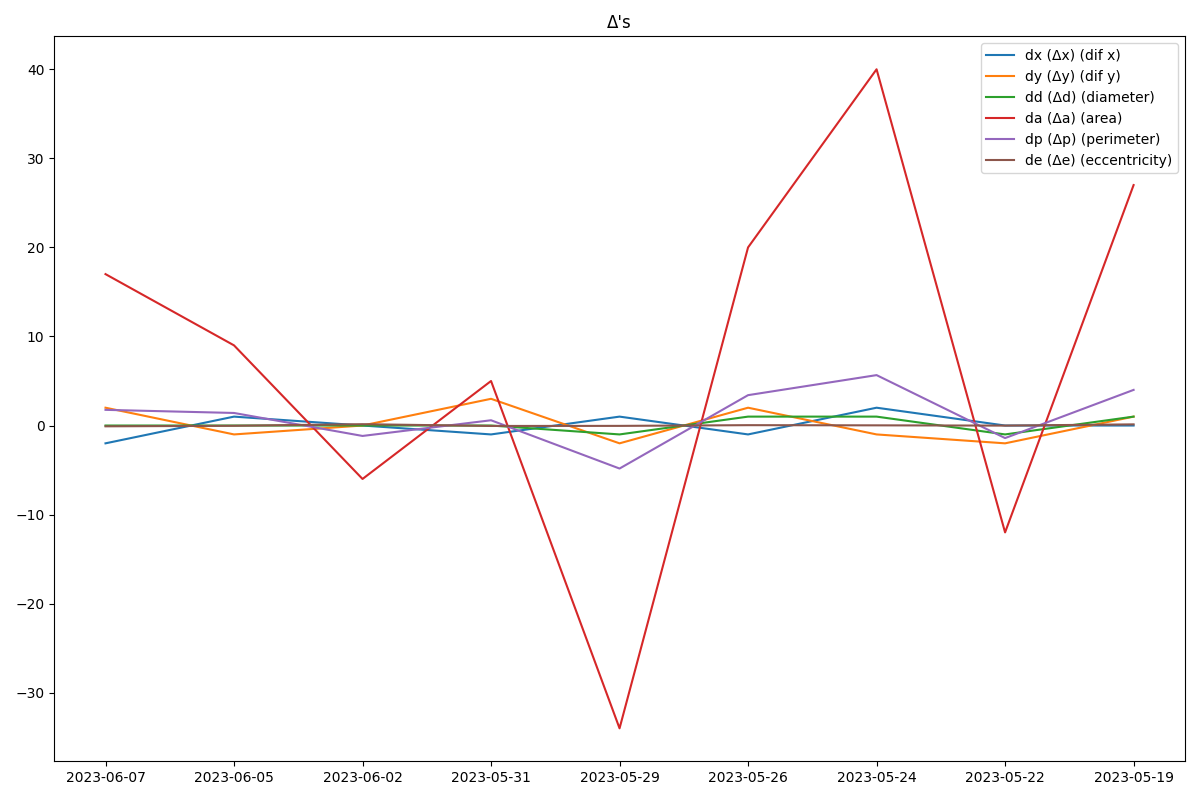 Δ's
dx (Δx) (dif x)
dy (Δy) (dif y)
dd (Δd) (diameter)
da (Δa) (area)
dp (Δp) (perimeter)
de (Δe) (eccentricity)
40
30
20
10
0
−10
−20
−30
2023-06-07 2023-06-05 2023-06-02 2023-05-31 2023-05-29 2023-05-26 2023-05-24 2023-05-22 2023-05-19